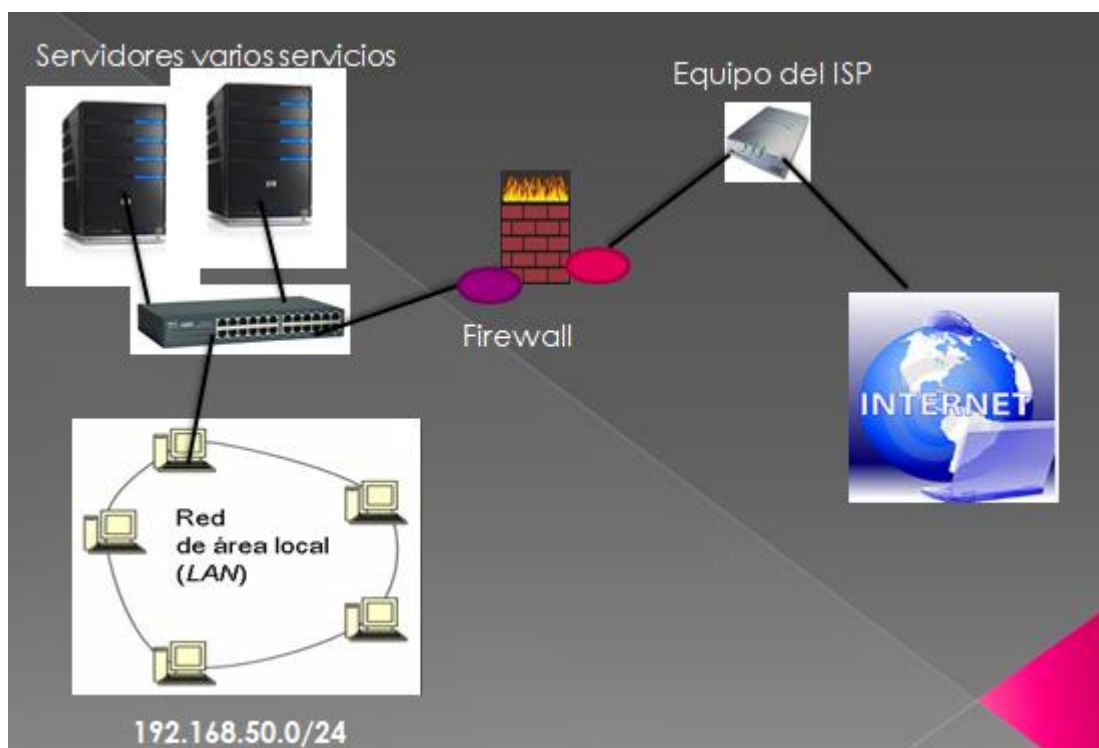 Servidores varios servicios
Equipo del ISP
Firewall
INTERNET
Red
de área local
(LAN)
192.168.50.0/24